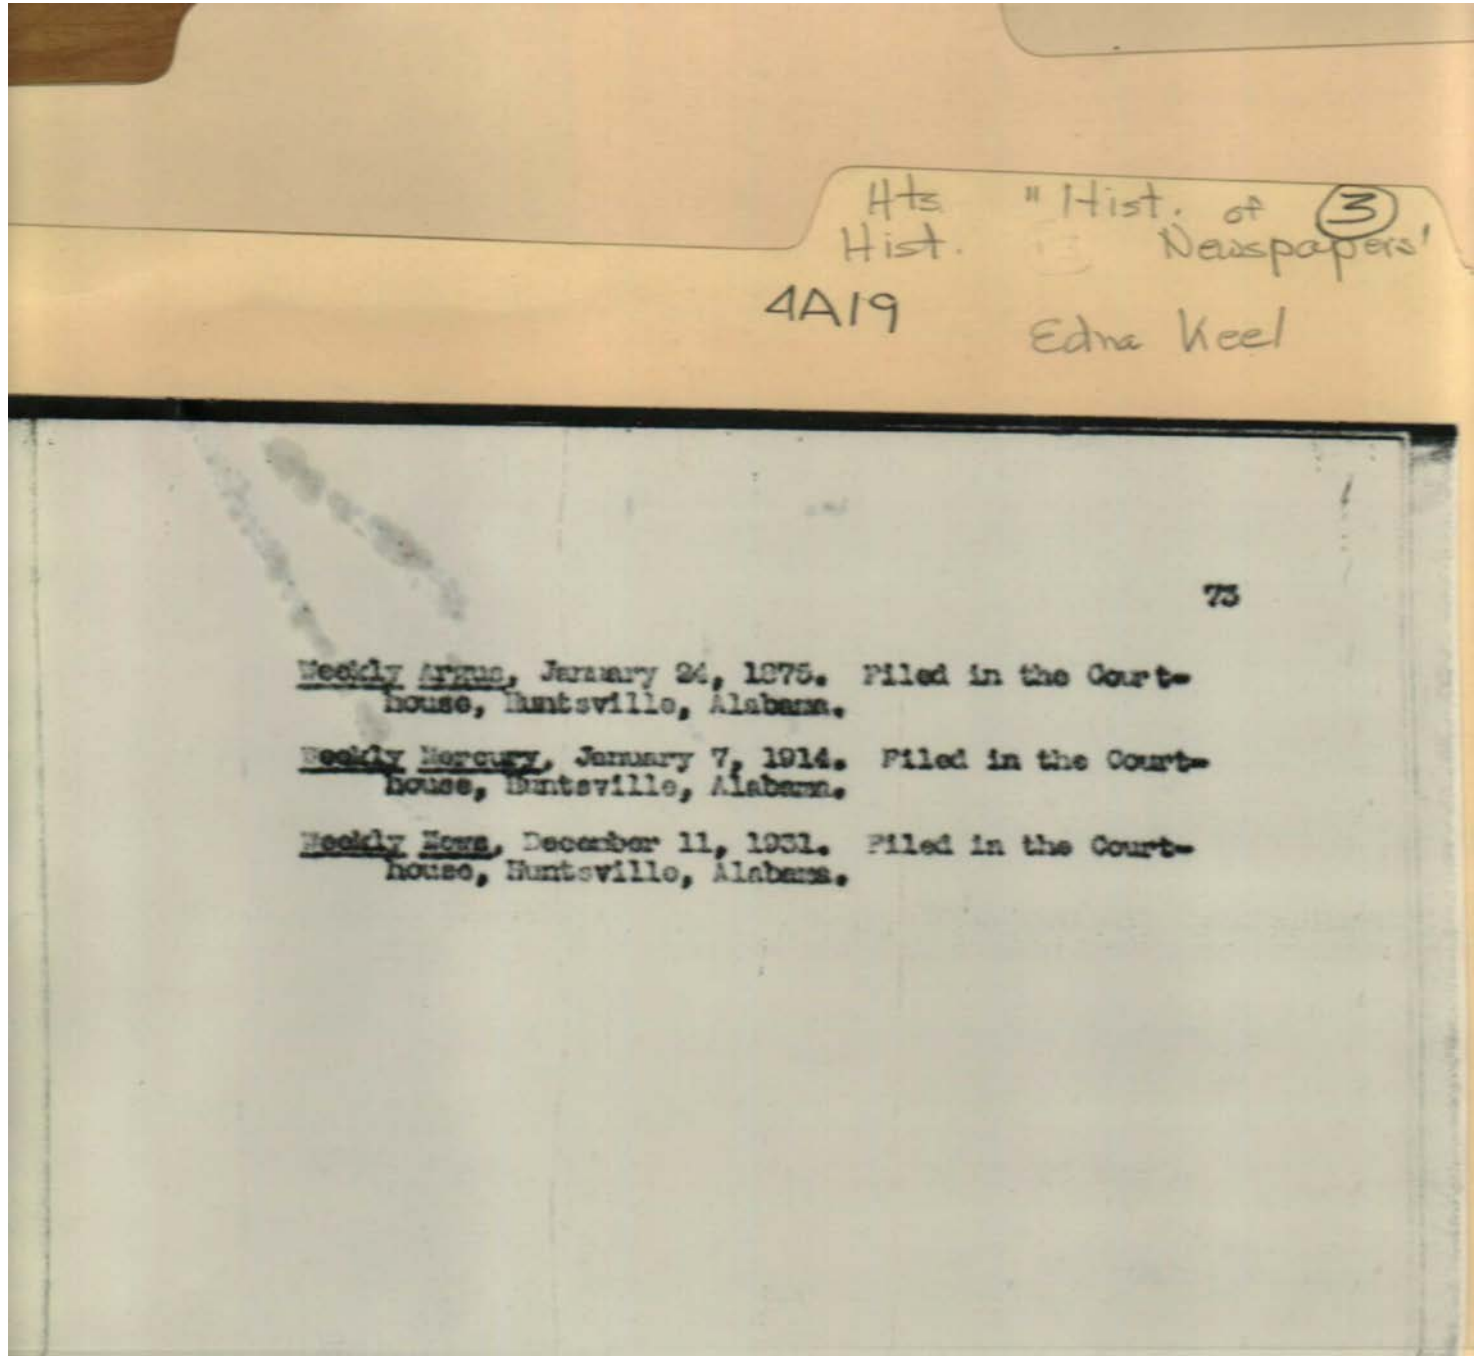 Hts. "Hist. of 3
Hist. Newspapers"
4A19
Edna Keel
73
Weekly Argus, January 24, 1875. Filed in the Court-
house, Huntsville, Alabama.
Weekly Mercury, January 7, 1914. Filed in the Court-
house, Huntsville, Alabama.
Weekly News, December 11, 1931. Filed in the Court-
house, Huntsville, Alabama.